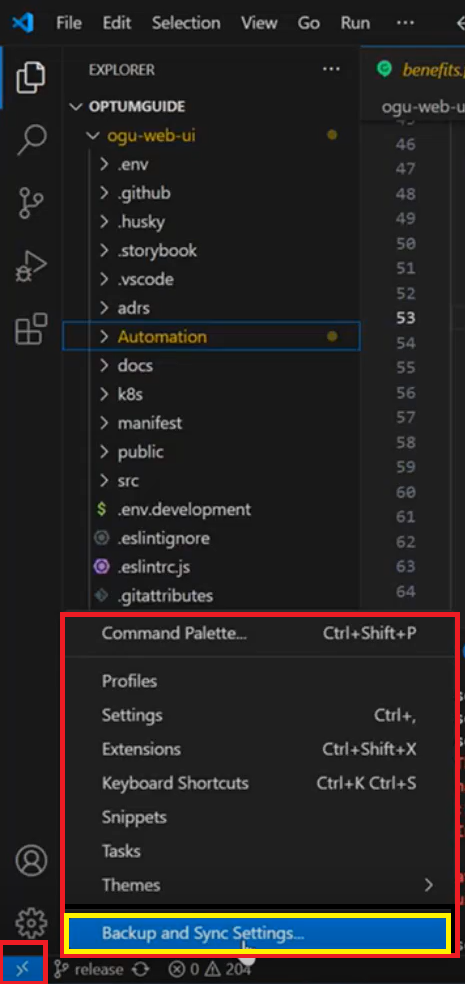 File Edit Selection View Go Run ···
EXPLORER ···
benefits.
OPTUMGUIDE
ogu-web-u
ogu-web-ui
.env
.github
.husky
.storybook
.vscode
adrs
Automation
docs
k8s
manifest
public
src
$ .env.development
.eslintignore
.eslintrc.js
.gitattributes
46
47
48
49
50
51
52
53
54
55
56
57
58
59
60
61
62
63
64
Command Palette... Ctrl+Shift+P
Profiles
Settings Ctrl+,
Extensions Ctrl+Shift+X
Keyboard Shortcuts Ctrl+K Ctrl+S
Snippets
Tasks
Themes
Backup and Sync Settings...
release 0 204